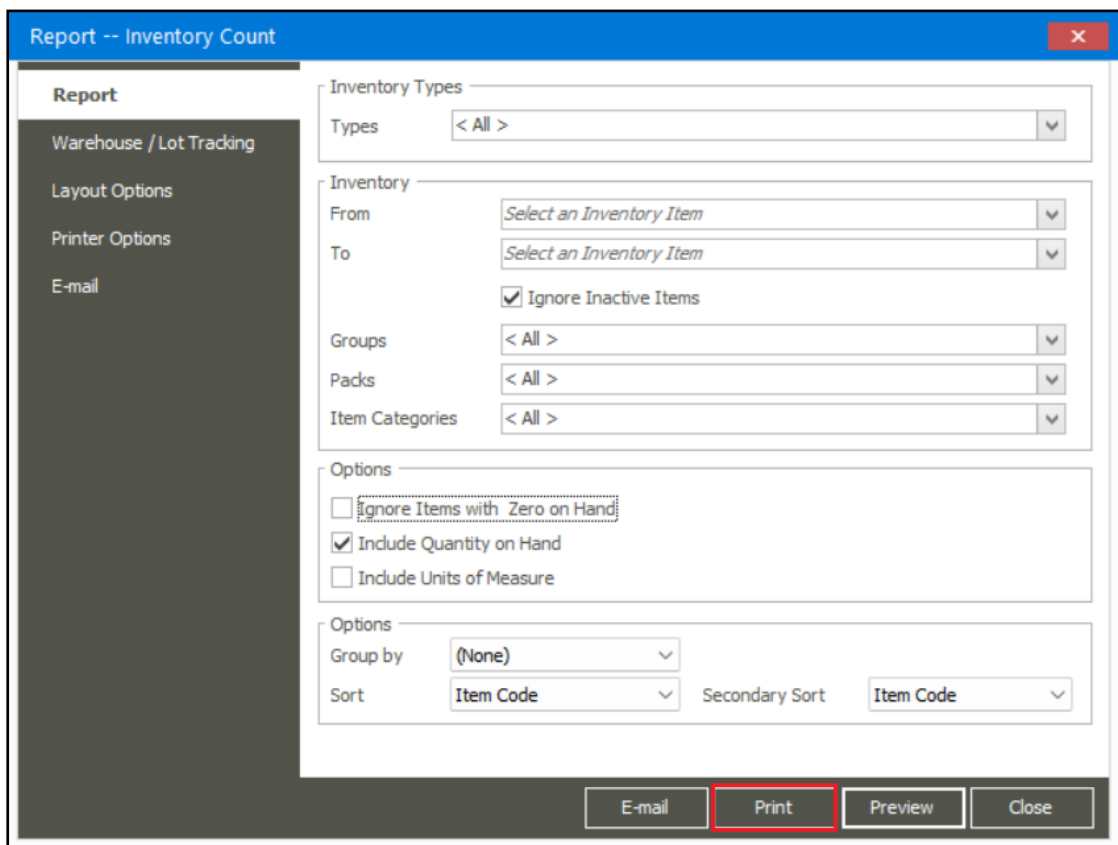 Report -- Inventory Count
Report
Warehouse / Lot Tracking
Layout Options
Printer Options
E-mail
Inventory Types
Types < All >
Inventory
From Select an Inventory Item
To Select an Inventory Item
Ignore Inactive Items
Groups < All >
Packs < All >
Item Categories < All >
Options
Ignore Items with Zero on Hand
Include Quantity on Hand
Include Units of Measure
Options
Group by (None)
Sort Item Code Secondary Sort Item Code
E-mail Print Preview Close